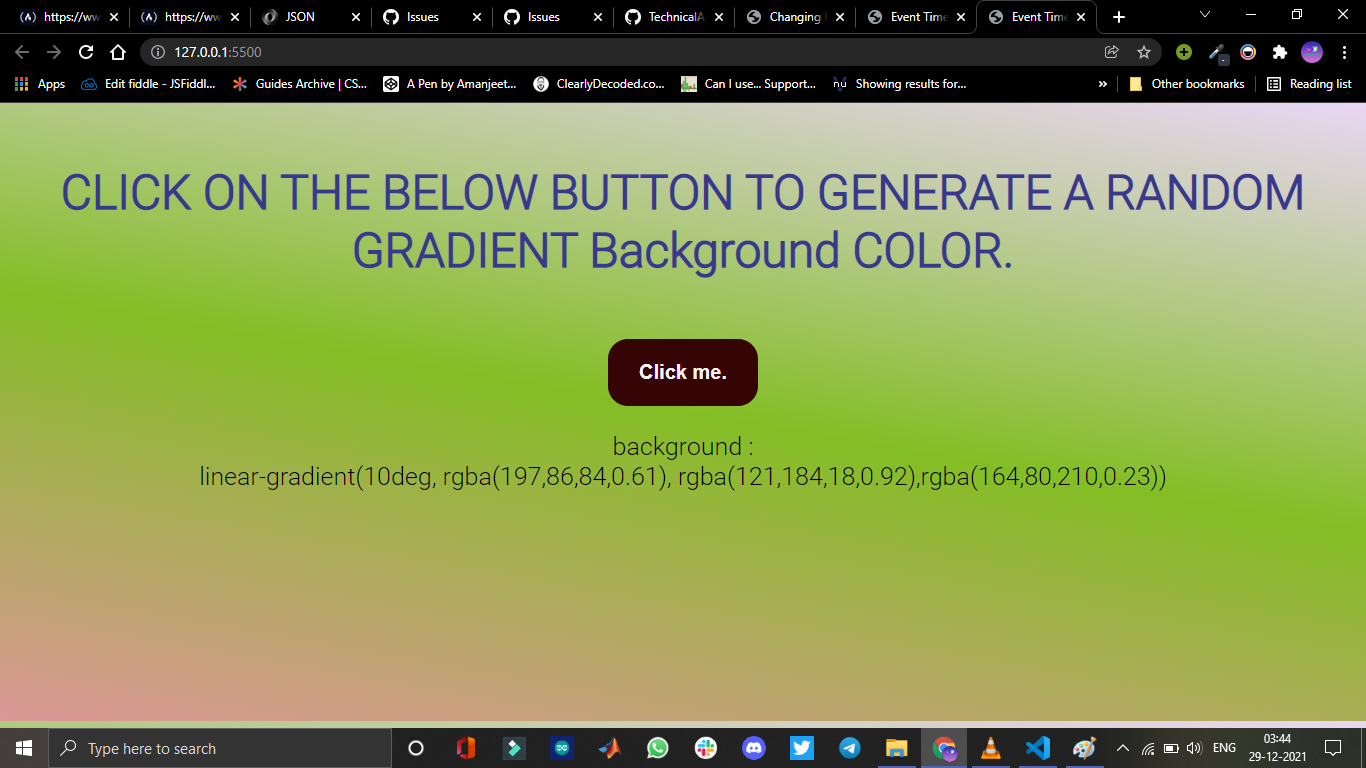 https://ww
https://ww
JSON
Issues
Issues
TechnicalA
Changing
Event Time
Event Time
127.0.0.1:5500
Apps
Edit fiddle - JSFiddl...
Guides Archive | CS...
A Pen by Amanjeet...
ClearlyDecoded.co...
Can I use... Support...
nu
Showing results for...
»
Other bookmarks
Reading list
CLICK ON THE BELOW BUTTON TO GENERATE A RANDOM
GRADIENT Background COLOR.
Click me.
background :
linear-gradient(10deg, rgba(197,86,84,0.61), rgba(121,184,18,0.92),rgba(164,80,210,0.23))
Type here to search
ENG
03:44
29-12-2021